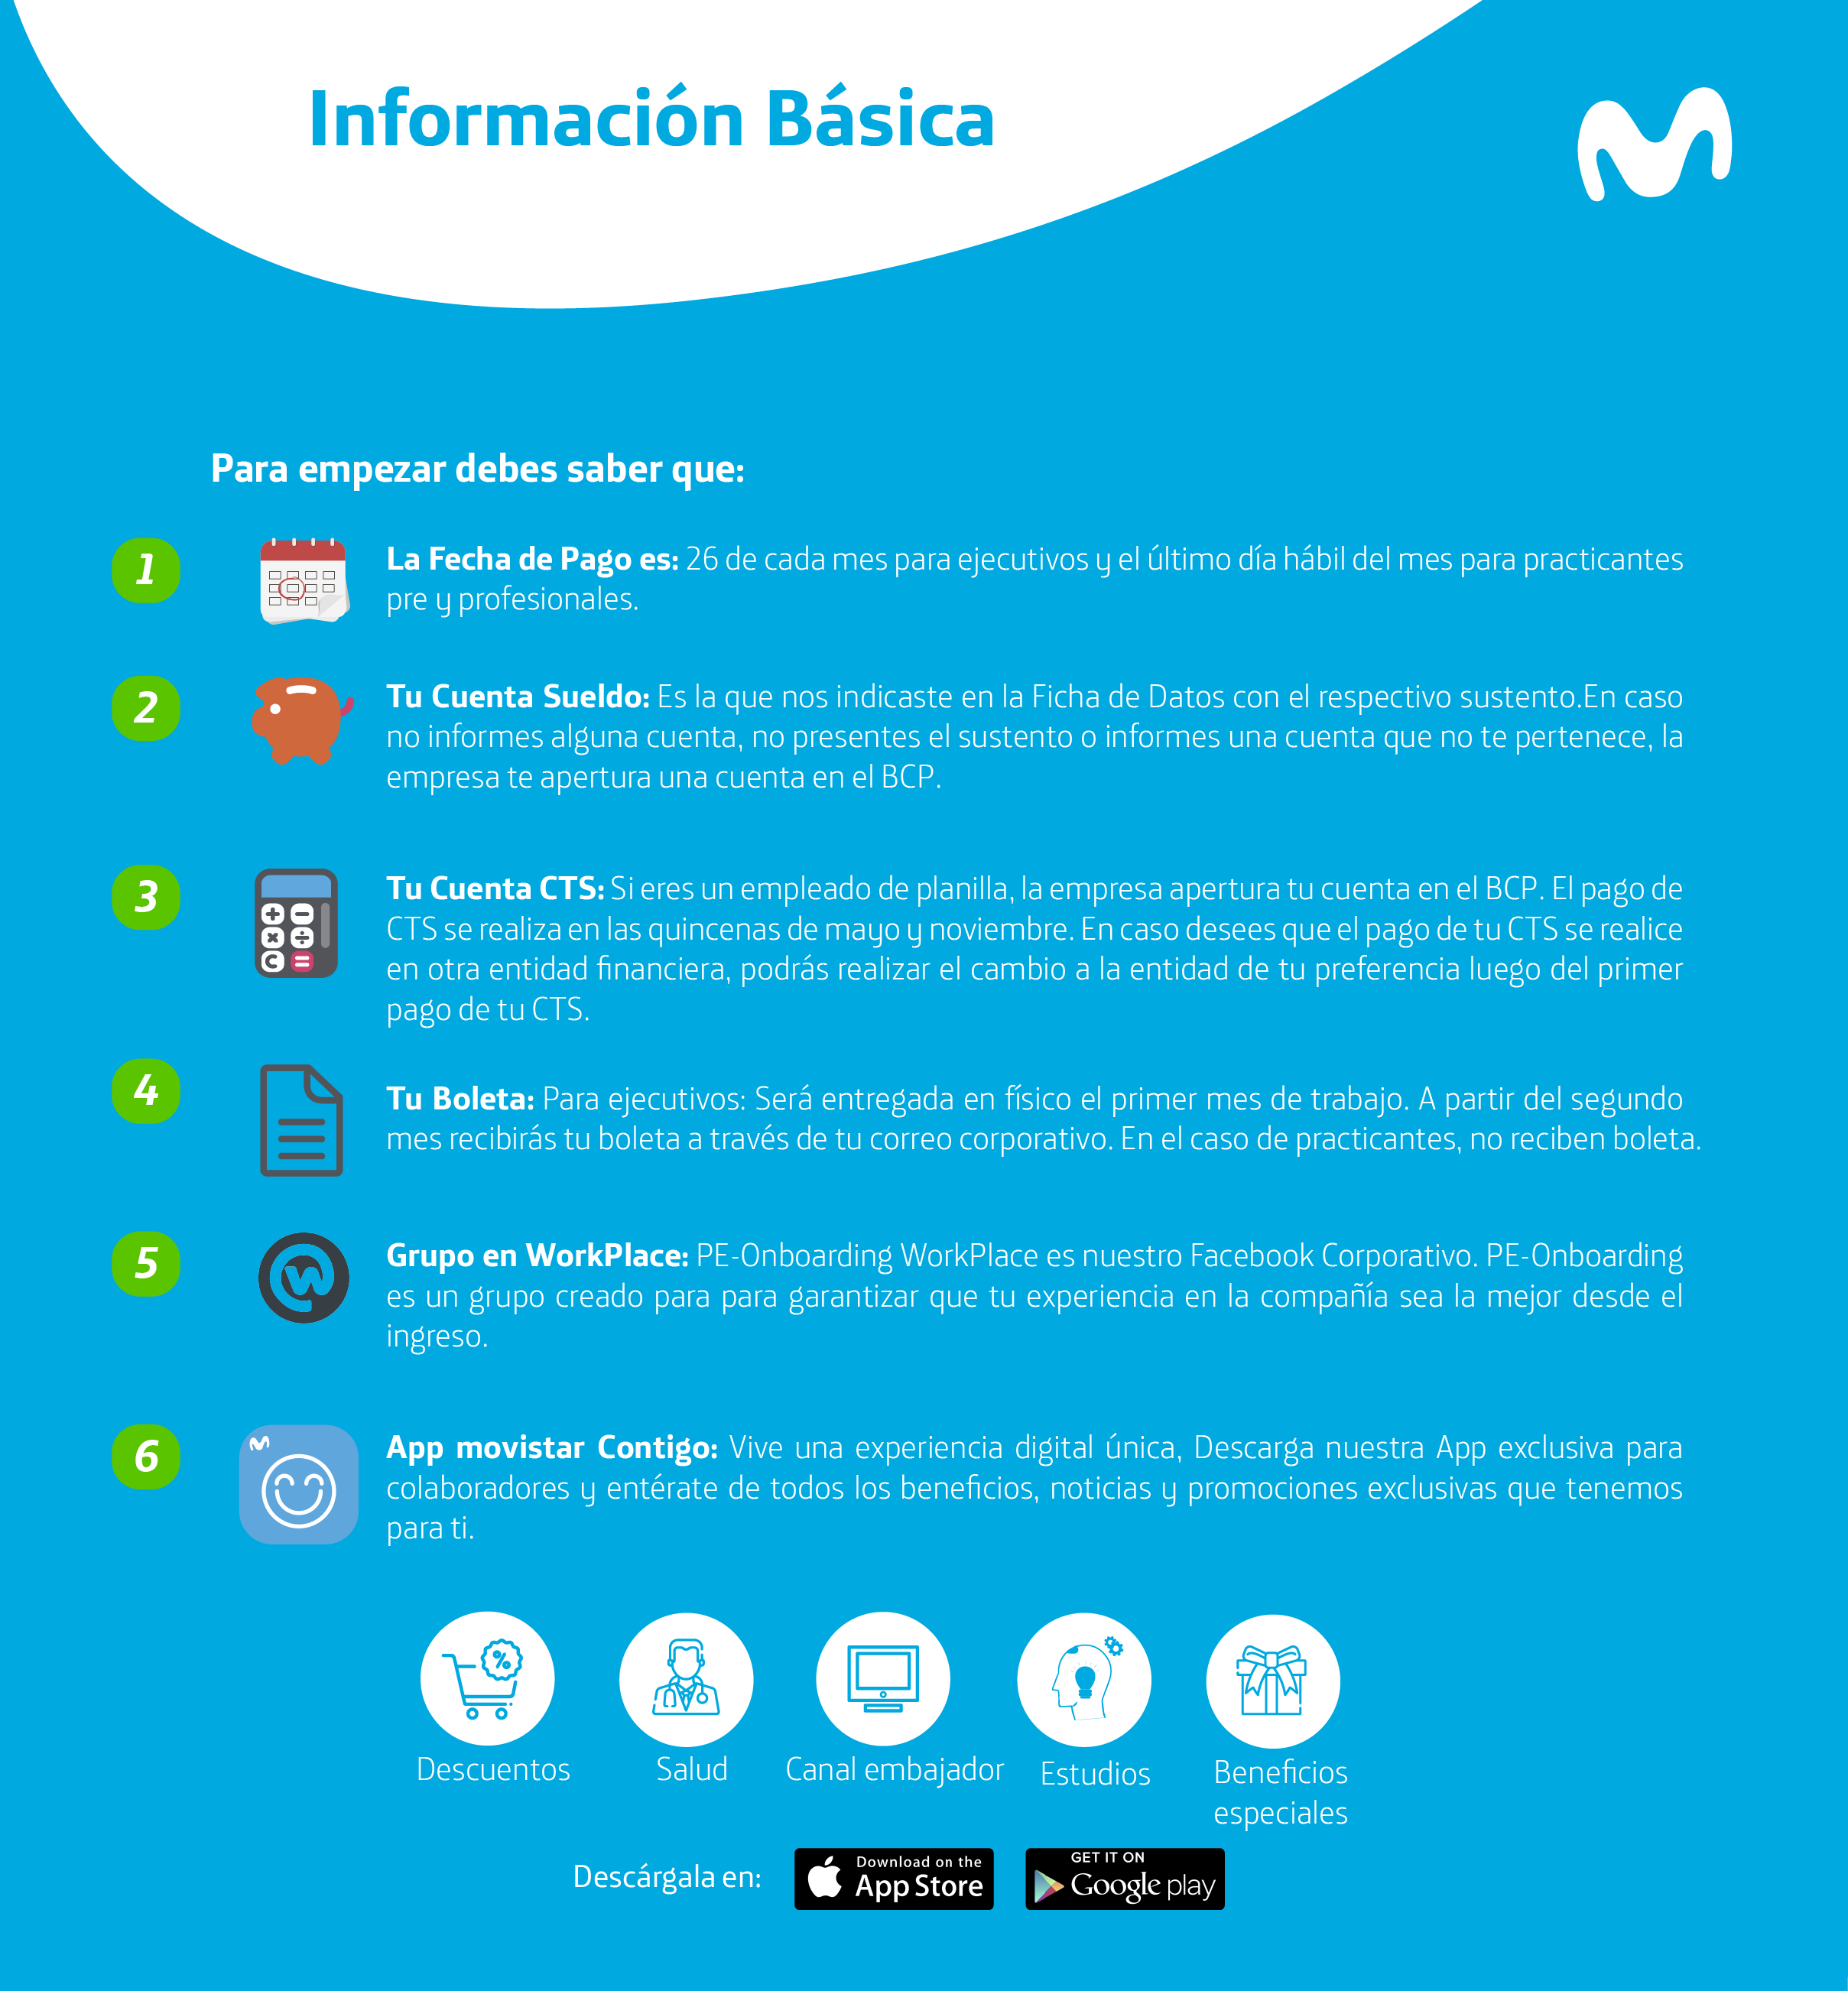 Información Básica
Para empezar debes saber que:
1
La Fecha de Pago es: 26 de cada mes para ejecutivos y el último día hábil del mes para practicantes
pre y profesionales.
2
Tu Cuenta Sueldo: Es la que nos indicaste en la Ficha de Datos con el respectivo sustento.En caso
no informes alguna cuenta, no presentes el sustento o informes una cuenta que no te pertenece, la
empresa te apertura una cuenta en el BCP.
3
Tu Cuenta CTS: Si eres un empleado de planilla, la empresa apertura tu cuenta en el BCP. El pago de
CTS se realiza en las quincenas de mayo y noviembre. En caso desees que el pago de tu CTS se realice
en otra entidad financiera, podrás realizar el cambio a la entidad de tu preferencia luego del primer
pago de tu CTS.
4
Tu Boleta: Para ejecutivos: Será entregada en físico el primer mes de trabajo. A partir del segundo
mes recibirás tu boleta a través de tu correo corporativo. En el caso de practicantes, no reciben boleta.
5
Grupo en WorkPlace: PE-Onboarding WorkPlace es nuestro Facebook Corporativo. PE-Onboarding
es un grupo creado para para garantizar que tu experiencia en la compañía sea la mejor desde el
ingreso.
6
App movistar Contigo: Vive una experiencia digital única, Descarga nuestra App exclusiva para
colaboradores y entérate de todos los beneficios, noticias y promociones exclusivas que tenemos
para ti.
Descuentos
Salud
Canal embajador
Estudios
Beneficios
especiales
Descárgala en:
Download on the
App Store
GET IT ON
Google play